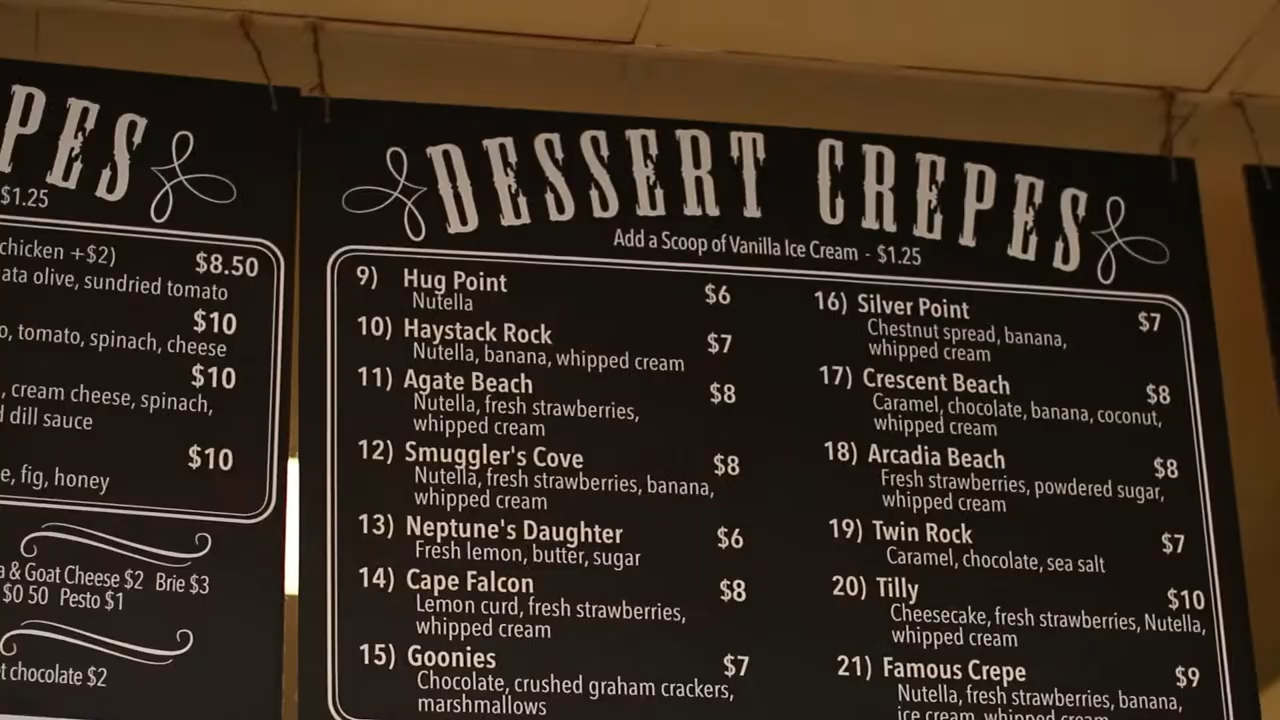 PES
$1.25
chicken +$2) $8.50
ata olive, sundried tomato
$10
o, tomato, spinach, cheese
$10
, cream cheese, spinach,
d dill sauce
$10
e, fig, honey
a & Goat Cheese $2 Brie $3
$0 50 Pesto $1
t chocolate $2
DESSERT CREPES
Add a Scoop of Vanilla Ice Cream - $1.25
9) Hug Point $6
Nutella
10) Haystack Rock $7
Nutella, banana, whipped cream
11) Agate Beach $8
Nutella, fresh strawberries,
whipped cream
12) Smuggler's Cove $8
Nutella, fresh strawberries, banana,
whipped cream
13) Neptune's Daughter $6
Fresh lemon, butter, sugar
14) Cape Falcon $8
Lemon curd, fresh strawberries,
whipped cream
15) Goonies $7
Chocolate, crushed graham crackers,
marshmallows
16) Silver Point $7
Chestnut spread, banana,
whipped cream
17) Crescent Beach $8
Caramel, chocolate, banana, coconut,
whipped cream
18) Arcadia Beach $8
Fresh strawberries, powdered sugar,
whipped cream
19) Twin Rock $7
Caramel, chocolate, sea salt
20) Tilly $10
Cheesecake, fresh strawberries, Nutella,
whipped cream
21) Famous Crepe $9
Nutella, fresh strawberries, banana,
ice cream, whipped cream